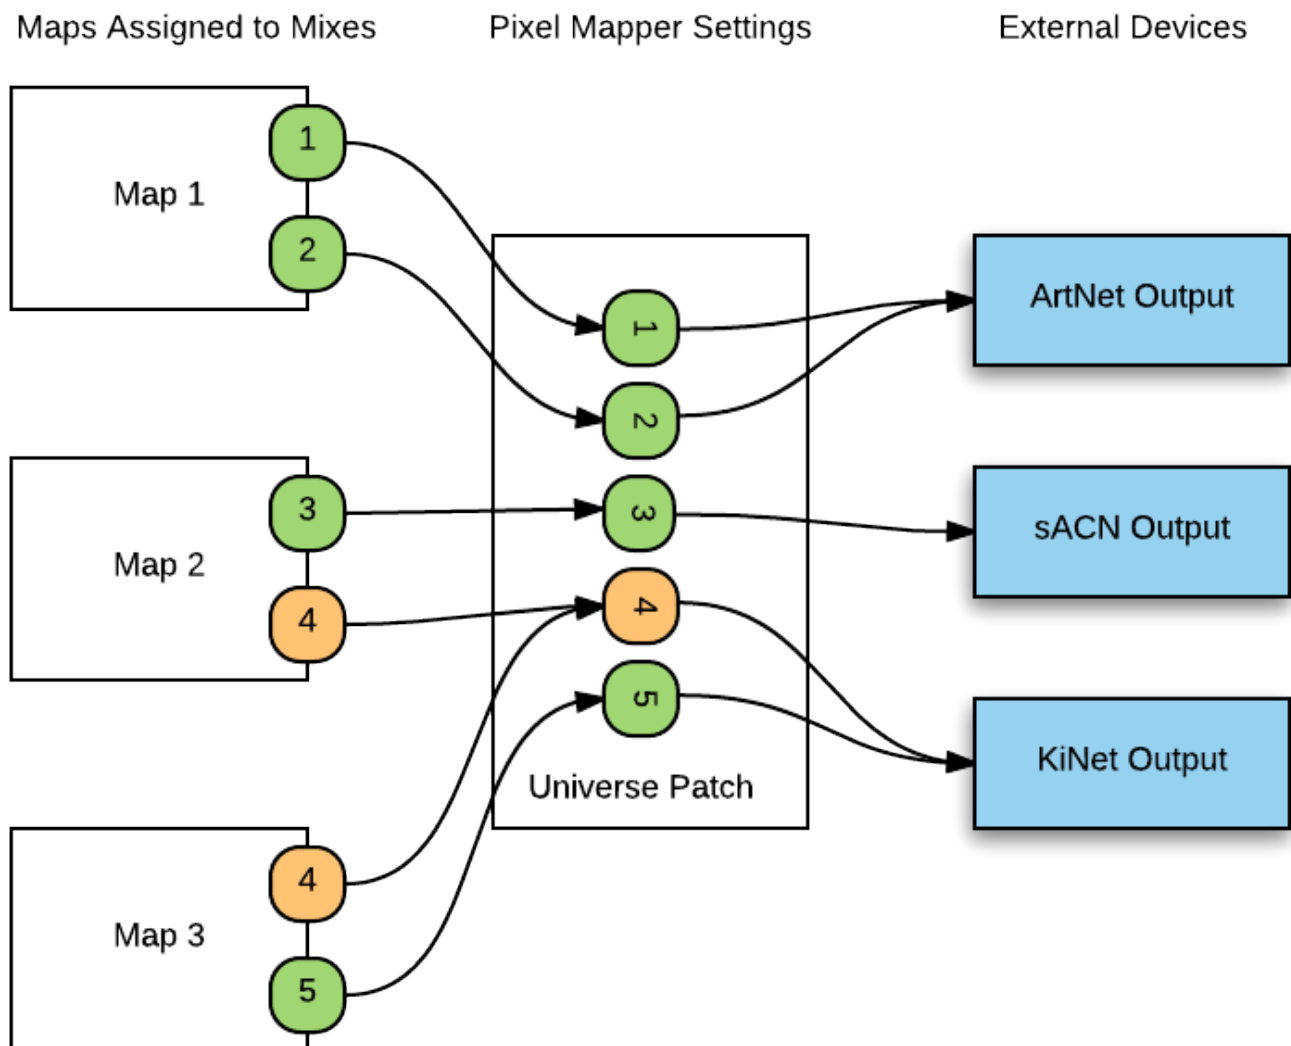 Maps Assigned to Mixes
Pixel Mapper Settings
External Devices
Map 1
1
2
Map 2
3
4
Map 3
4
5
1
2
3
4
5
Universe Patch
ArtNet Output
sACN Output
KiNet Output